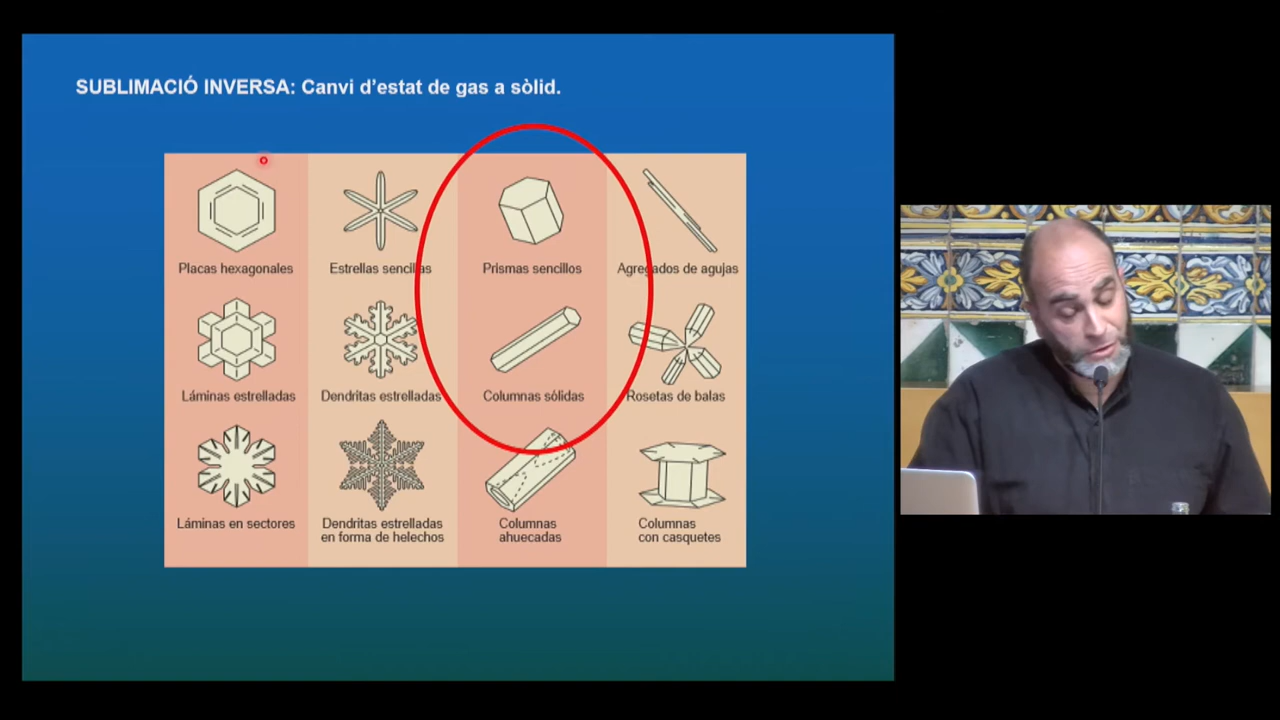 SUBLIMACIÓ INVERSA: Canvi d'estat de gas a sòlid.
Placas hexagonales
Estrellas sencillas
Prismas sencillos
Agregados de agujas
Láminas estrelladas
Dendritas estrelladas
Columnas sólidas
Rosetas de balas
Láminas en sectores
Dendritas estrelladas
en forma de helechos
Columnas
ahuecadas
Columnas
con casquetes